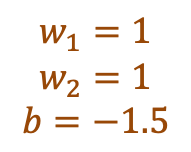 w₁ = 1
w₂ = 1
b = −1.5